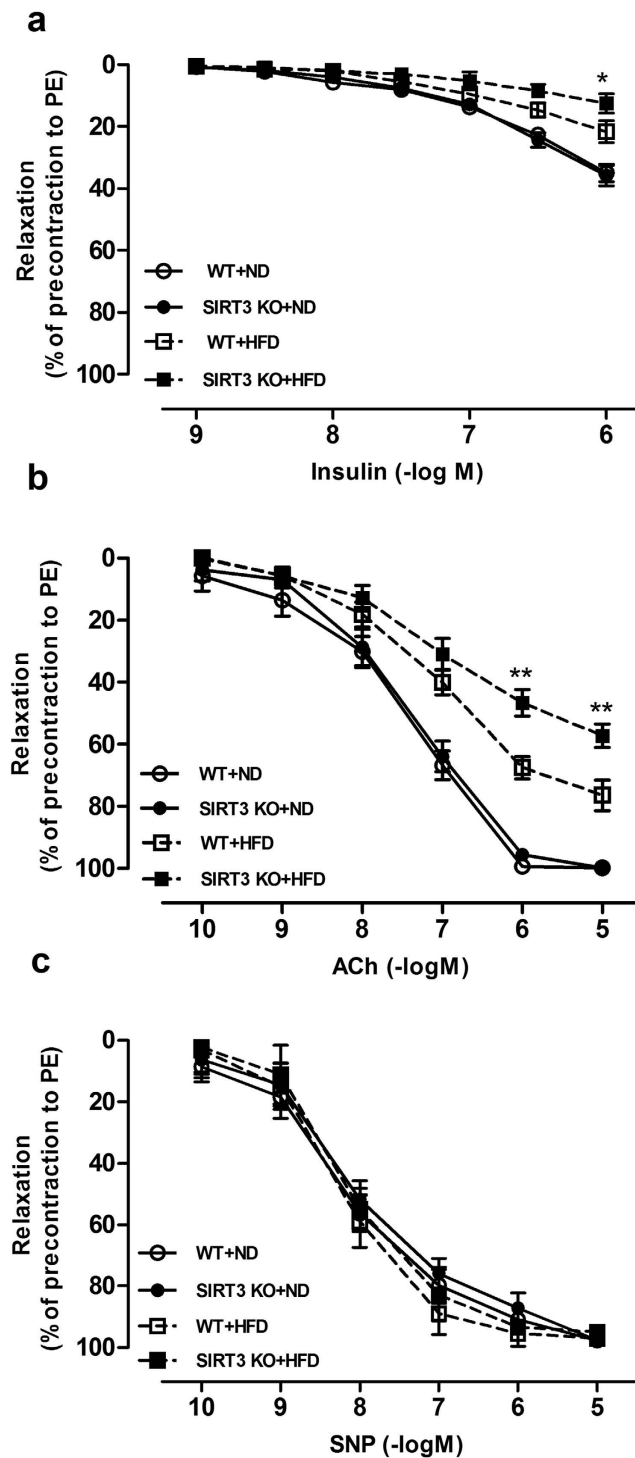 a
Relaxation
(% of precontraction to PE)
0
20
40
60
80
100
*
WT+ND
SIRT3 KO+ND
WT+HFD
SIRT3 KO+HFD
9 8 7 6
Insulin (-log M)
b
Relaxation
(% of precontraction to PE)
0
20
40
60
80
100
** **
WT+ND
SIRT3 KO+ND
WT+HFD
SIRT3 KO+HFD
10 9 8 7 6 5
ACh (-logM)
c
Relaxation
(% of precontraction to PE)
0
20
40
60
80
100
WT+ND
SIRT3 KO+ND
WT+HFD
SIRT3 KO+HFD
10 9 8 7 6 5
SNP (-logM)